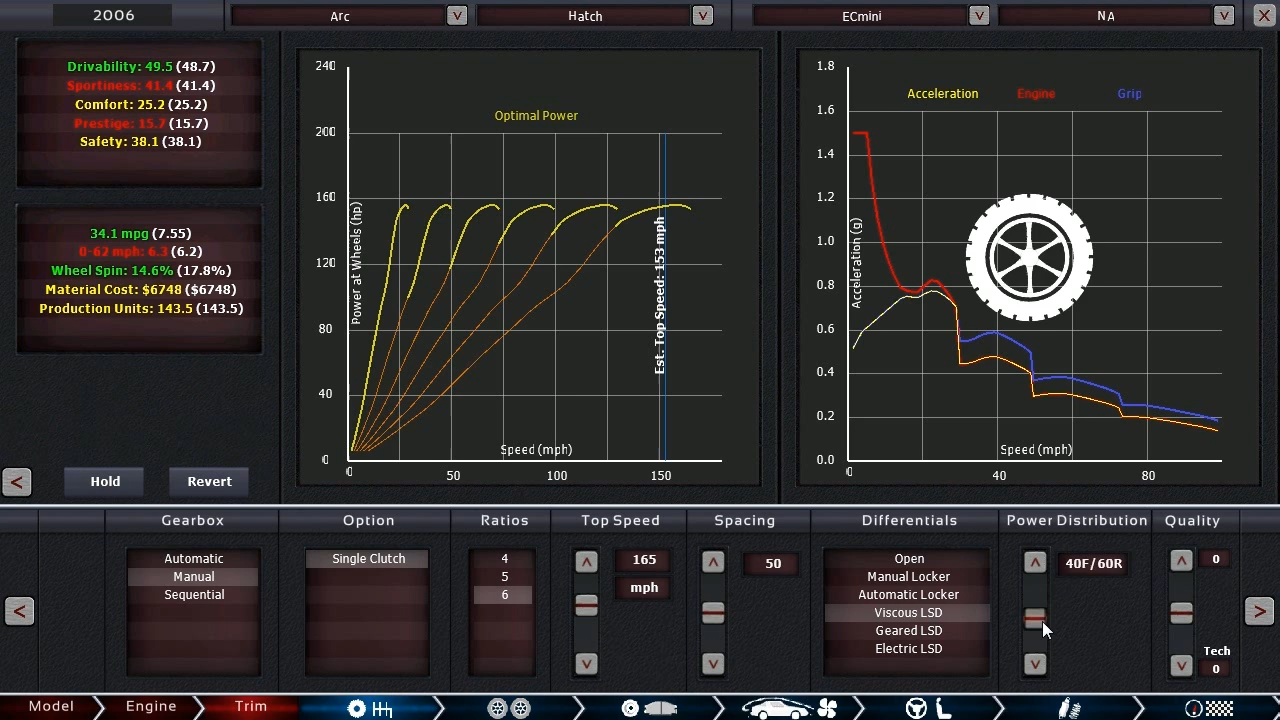 2006
Arc
Hatch
ECmini
NA
X
Drivability: 49.5 (48.7)
Sportiness: 41.4 (41.4)
Comfort: 25.2 (25.2)
Prestige: 15.7 (15.7)
Safety: 38.1 (38.1)
34.1 mpg (7.55)
0-62 mph: 6.3 (6.2)
Wheel Spin: 14.6% (17.8%)
Material Cost: $6748 ($6748)
Production Units: 143.5 (143.5)
Hold
Revert
240
200
160
120
80
40
0
Power at Wheels (hp)
Optimal Power
Est. Top Speed: 153 mph
Speed (mph)
0
50
100
150
1.8
1.6
1.4
1.2
1.0
0.8
0.6
0.4
0.2
0.0
Acceleration (g)
Acceleration
Engine
Grip
Speed (mph)
0
40
80
Gearbox
Automatic
Manual
Sequential
Option
Single Clutch
Ratios
4
5
6
Top Speed
165
mph
Spacing
50
Differentials
Open
Manual Locker
Automatic Locker
Viscous LSD
Geared LSD
Electric LSD
Power Distribution
40F/60R
Quality
0
Tech
0
Model
Engine
Trim